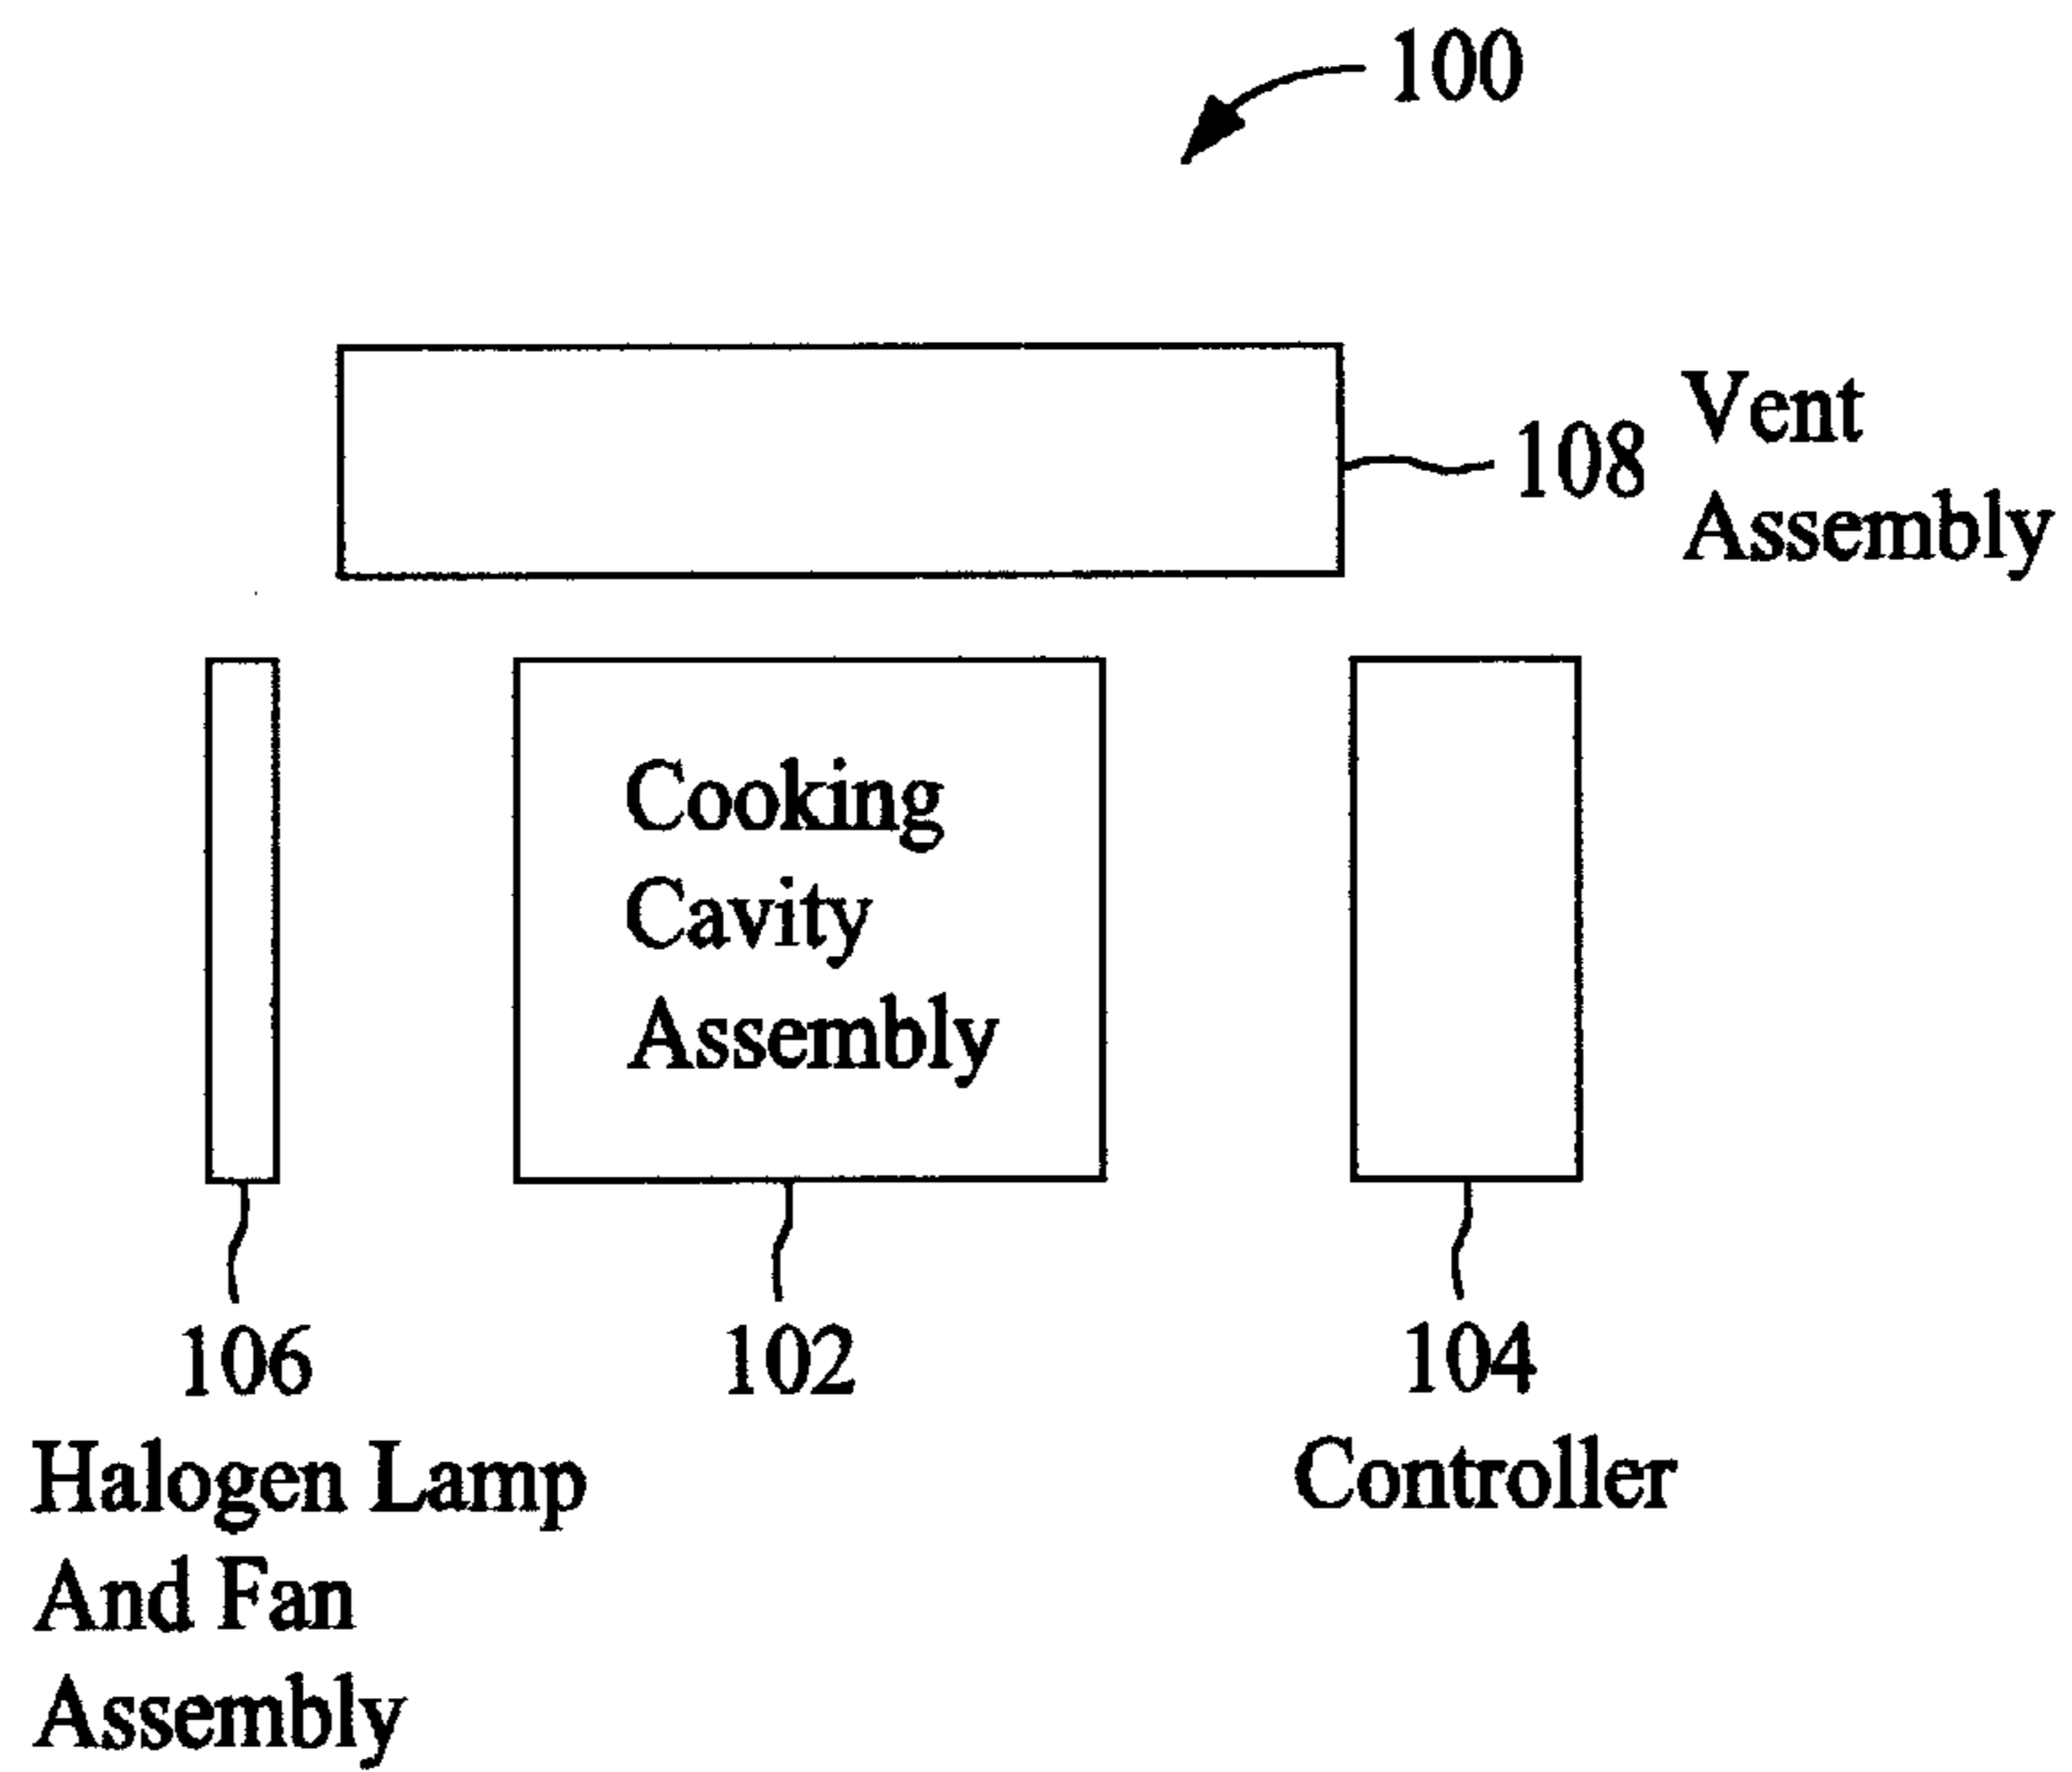 100
108
Vent
Assembly
Cooking
Cavity
Assembly
106
Halogen Lamp
And Fan
Assembly
102
104
Controller